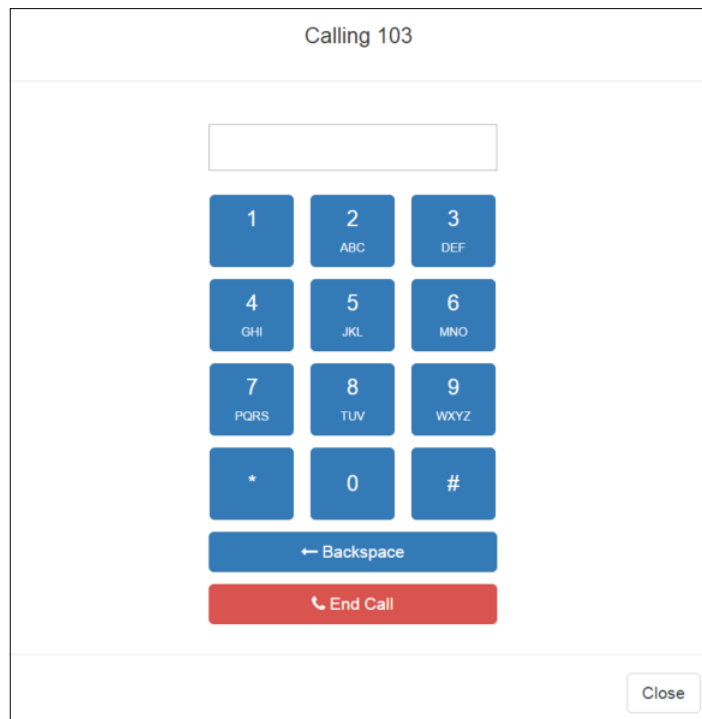 Calling 103
1 2 3
ABC DEF
4 5 6
GHI JKL MNO
7 8 9
PQRS TUV WXYZ
* 0 #
Backspace
End Call
Close